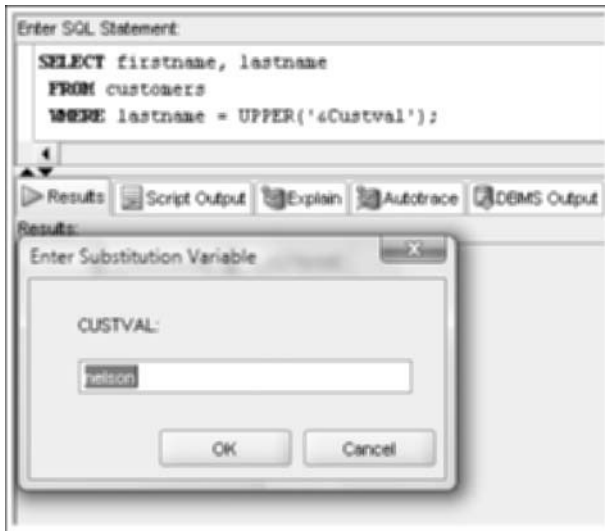 Enter SQL Statement:
SELECT firstname, lastname
FROM customers
WHERE lastname = UPPER('&Custval');
Results Script Output Explain Autotrace DBMS Output
Results:
Enter Substitution Variable
CUSTVAL:
nelson
OK Cancel